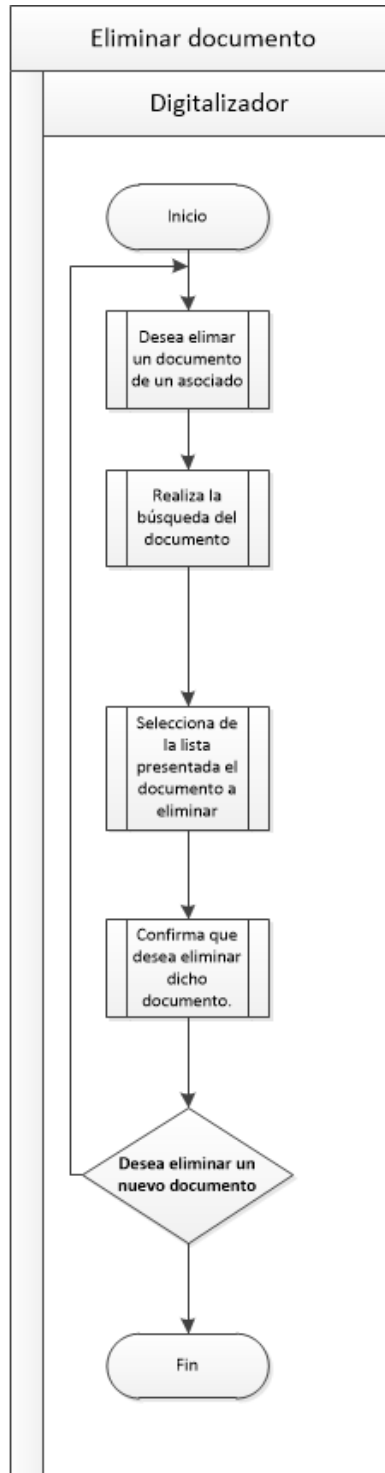 Eliminar documento
Digitalizador
Inicio
Desea elimar
un documento
de un asociado
Realiza la
búsqueda del
documento
Selecciona de
la lista
presentada el
documento a
eliminar
Confirma que
desea eliminar
dicho
documento.
Desea eliminar un
nuevo documento
Fin